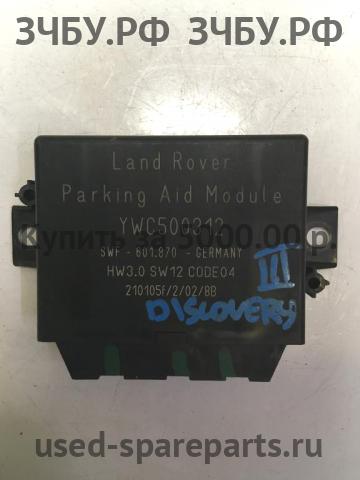 ЗЧБУ.РФ ЗЧБУ.РФ
Land Rover
Parking Aid Module
YWC500312
Купить за 5000.00 р.
SWF - 601.870 - GERMANY
HW3.0 SW12 CODE04
210105f/2/02/8B
DISCOVERY III
used-spareparts.ru